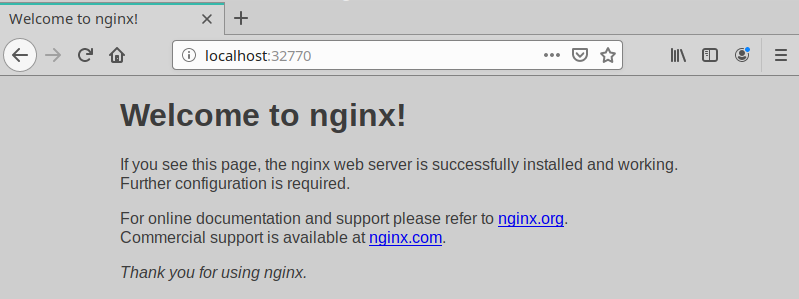 Welcome to nginx!
localhost:32770
Welcome to nginx!
If you see this page, the nginx web server is successfully installed and working.
Further configuration is required.
For online documentation and support please refer to nginx.org.
Commercial support is available at nginx.com.
Thank you for using nginx.